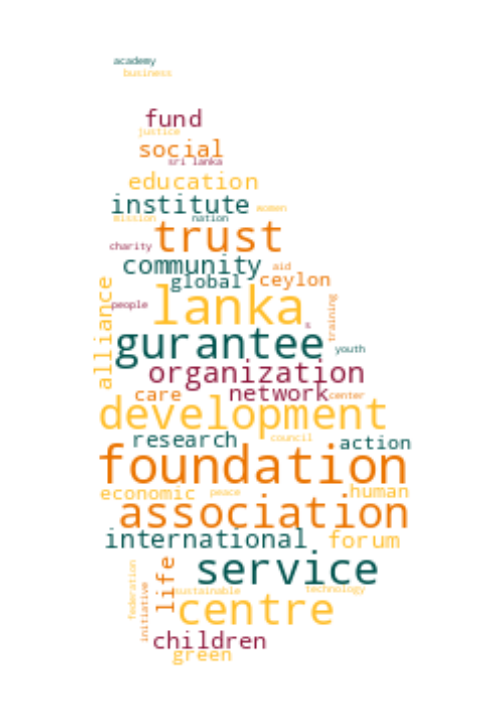 academy
business
fund
justice
social
sri lanka
education
institute women
mission nation
trust
charity
community aid
global ceylon
lanka
people
alliance
training
s
gurantee
youth
organization
care network center
development
research council action
foundation
economic peace human
association
international forum
service
federation
initiative
life
sustainable technology
centre
children
green